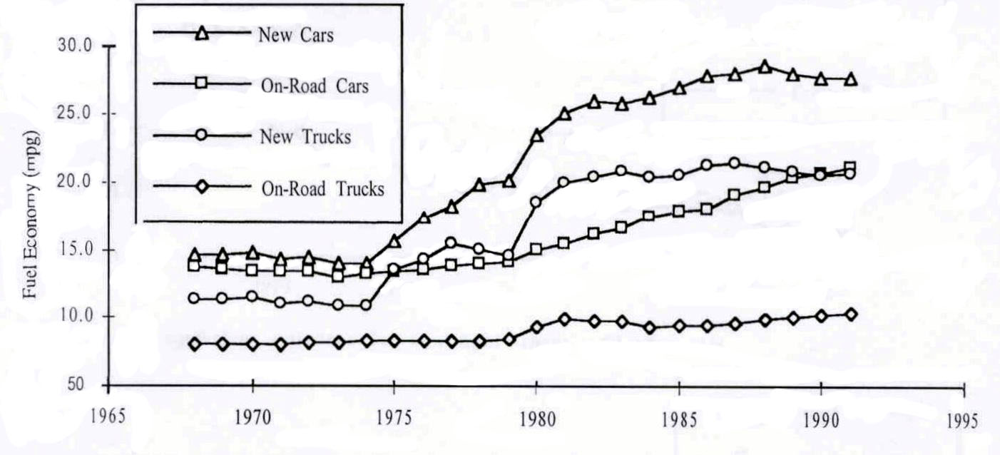 New Cars
On-Road Cars
New Trucks
On-Road Trucks
Fuel Economy (mpg)
30.0
25.0
20.0
15.0
10.0
50
1965 1970 1975 1980 1985 1990 1995